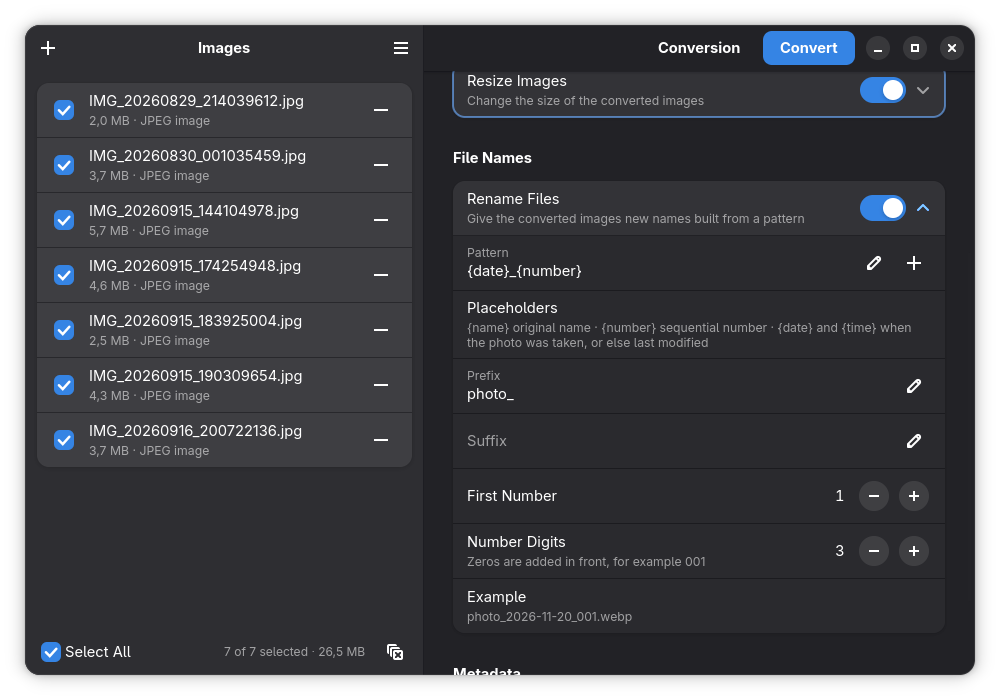 Images
IMG_20260829_214039612.jpg
2,0 MB · JPEG image
IMG_20260830_001035459.jpg
3,7 MB · JPEG image
IMG_20260915_144104978.jpg
5,7 MB · JPEG image
IMG_20260915_174254948.jpg
4,6 MB · JPEG image
IMG_20260915_183925004.jpg
2,5 MB · JPEG image
IMG_20260915_190309654.jpg
4,3 MB · JPEG image
IMG_20260916_200722136.jpg
3,7 MB · JPEG image
Select All
7 of 7 selected · 26,5 MB
Conversion
Convert
Resize Images
Change the size of the converted images
File Names
Rename Files
Give the converted images new names built from a pattern
Pattern
{date}_{number}
Placeholders
{name} original name · {number} sequential number · {date} and {time} when
the photo was taken, or else last modified
Prefix
photo_
Suffix
First Number
1
Number Digits
3
Zeros are added in front, for example 001
Example
photo_2026-11-20_001.webp
Metadata